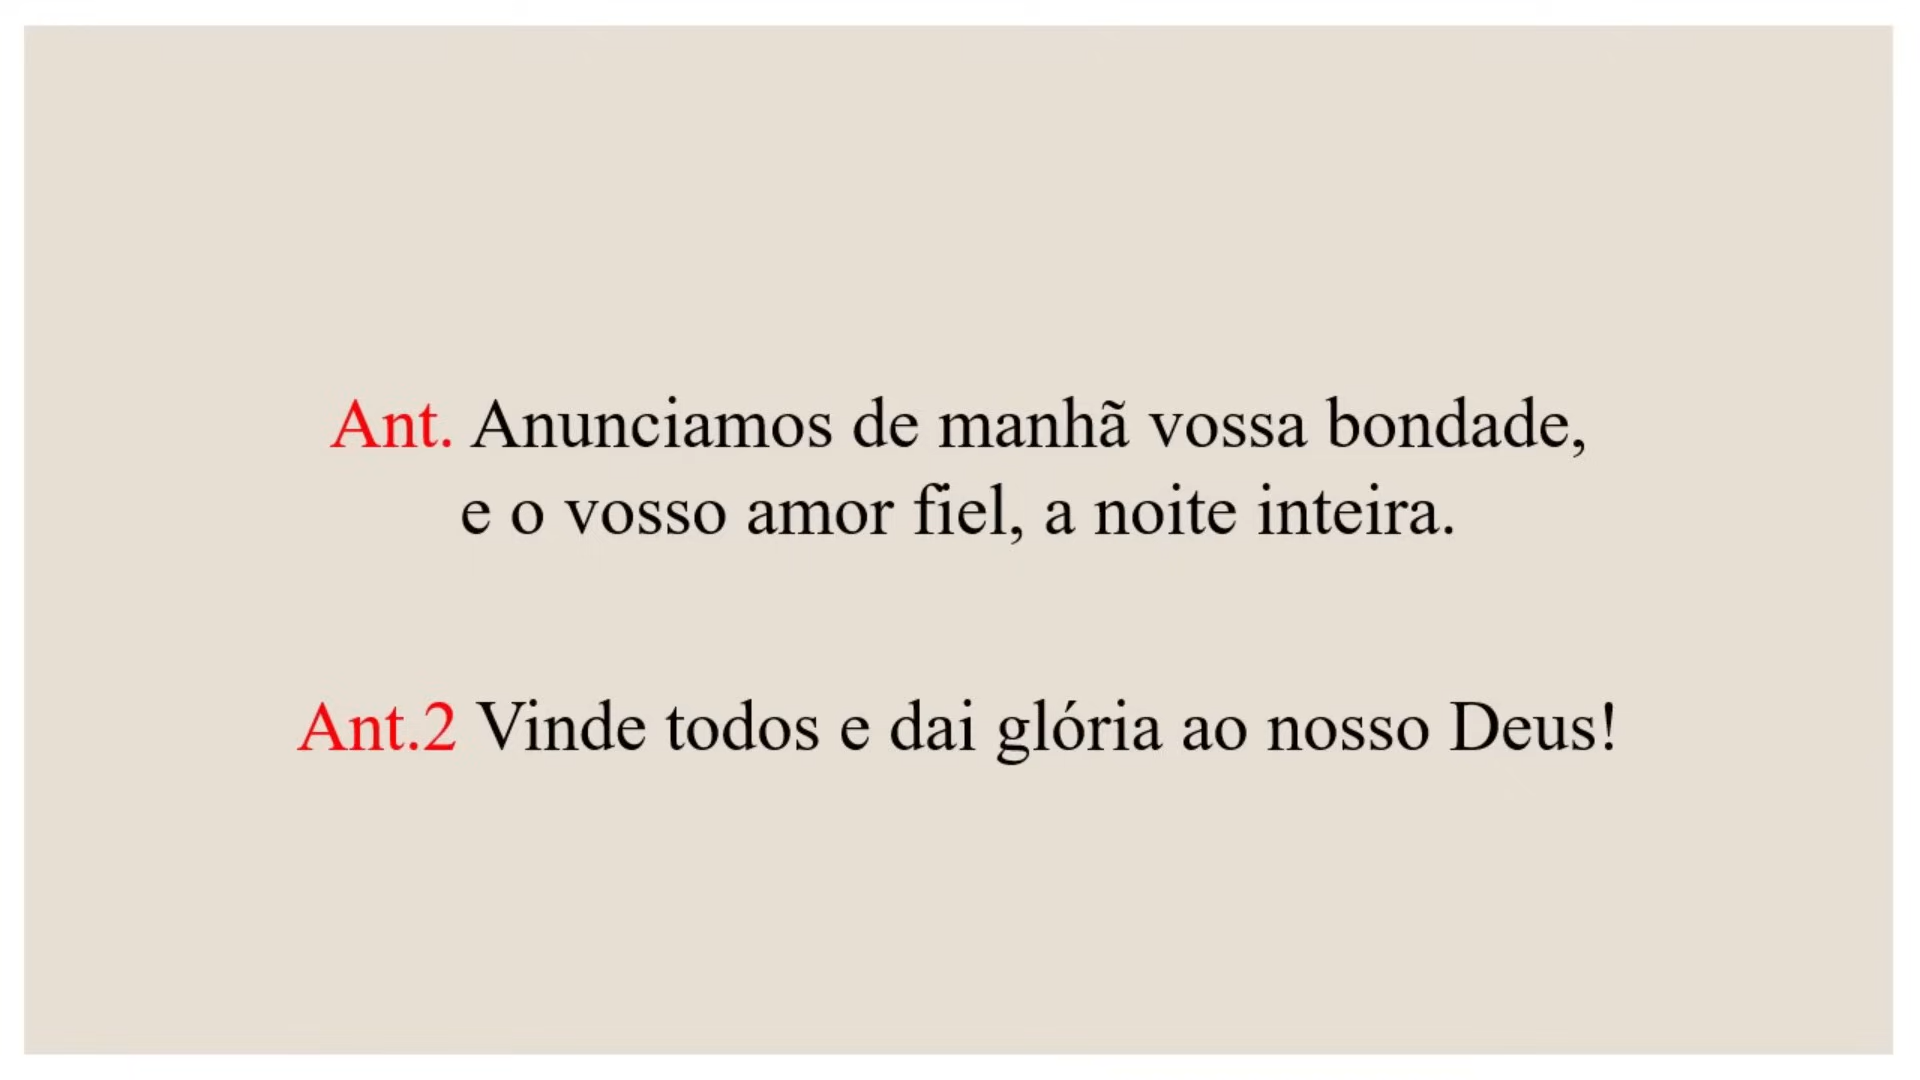 Ant. Anunciamos de manhã vossa bondade,
e o vosso amor fiel, a noite inteira.
Ant.2 Vinde todos e dai glória ao nosso Deus!